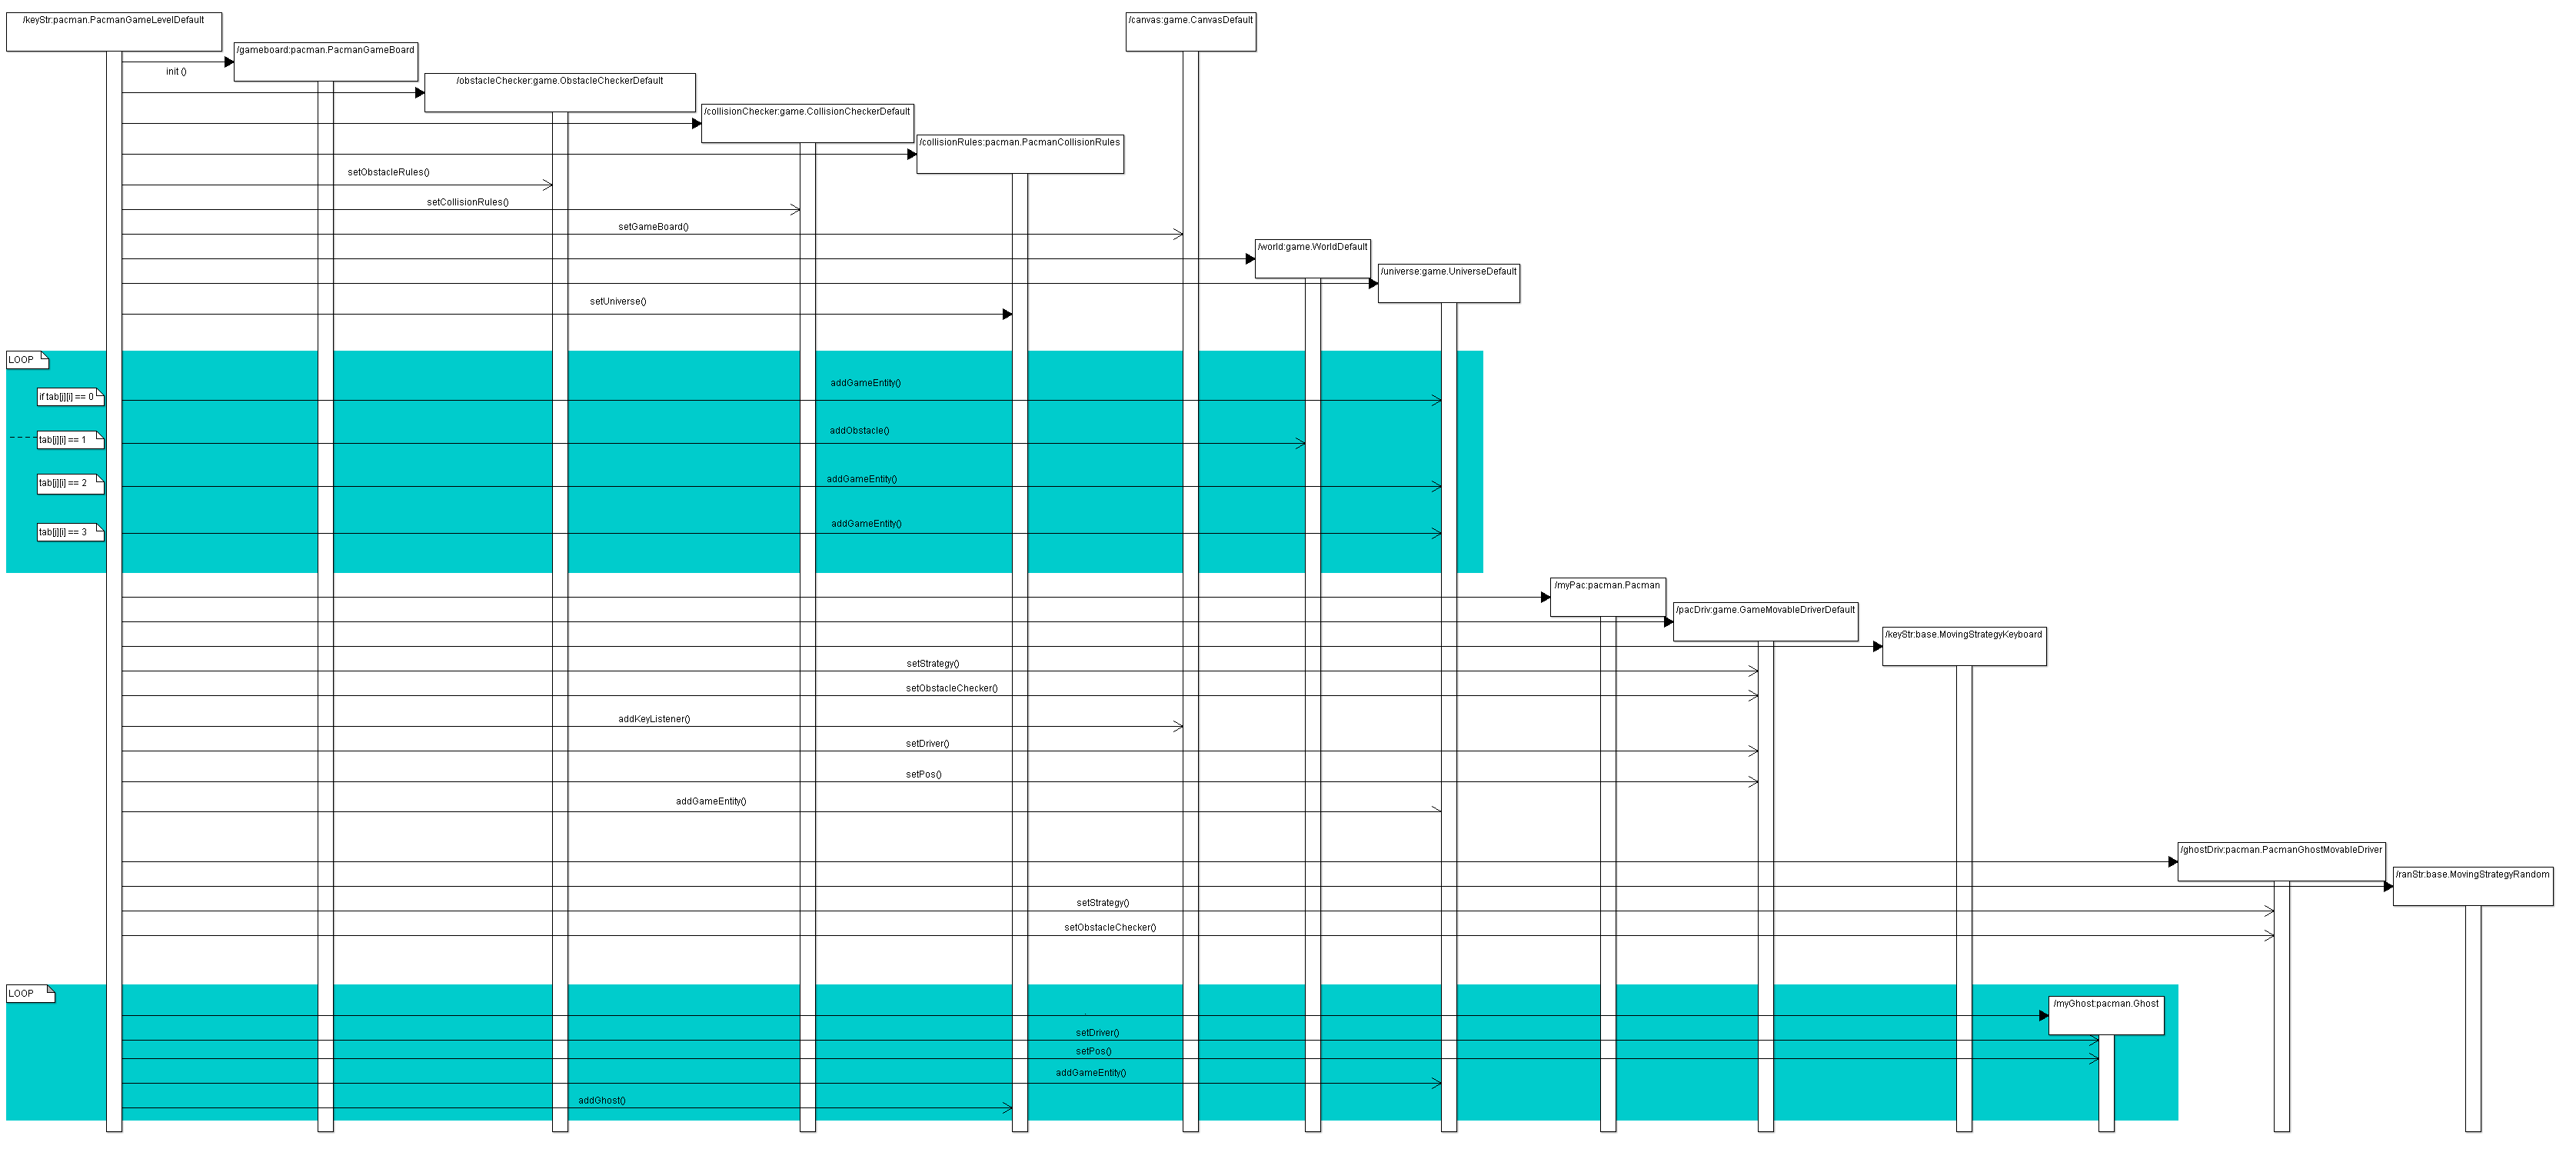 /keyStr:pacman.PacmanGameLevelDefault
/canvas:game.CanvasDefault
/gameboard:pacman.PacmanGameBoard
init ()
/obstacleChecker:game.ObstacleCheckerDefault
/collisionChecker:game.CollisionCheckerDefault
/collisionRules:pacman.PacmanCollisionRules
setObstacleRules()
setCollisionRules()
setGameBoard()
/world:game.WorldDefault
/universe:game.UniverseDefault
setUniverse()
LOOP
addGameEntity()
if tab[j][i] == 0
addObstacle()
tab[j][i] == 1
addGameEntity()
tab[j][i] == 2
addGameEntity()
tab[j][i] == 3
/myPac:pacman.Pacman
/pacDriv:game.GameMovableDriverDefault
/keyStr:base.MovingStrategyKeyboard
setStrategy()
setObstacleChecker()
addKeyListener()
setDriver()
setPos()
addGameEntity()
/ghostDriv:pacman.PacmanGhostMovableDriver
/ranStr:base.MovingStrategyRandom
setStrategy()
setObstacleChecker()
LOOP
/myGhost:pacman.Ghost
setDriver()
setPos()
addGameEntity()
addGhost()